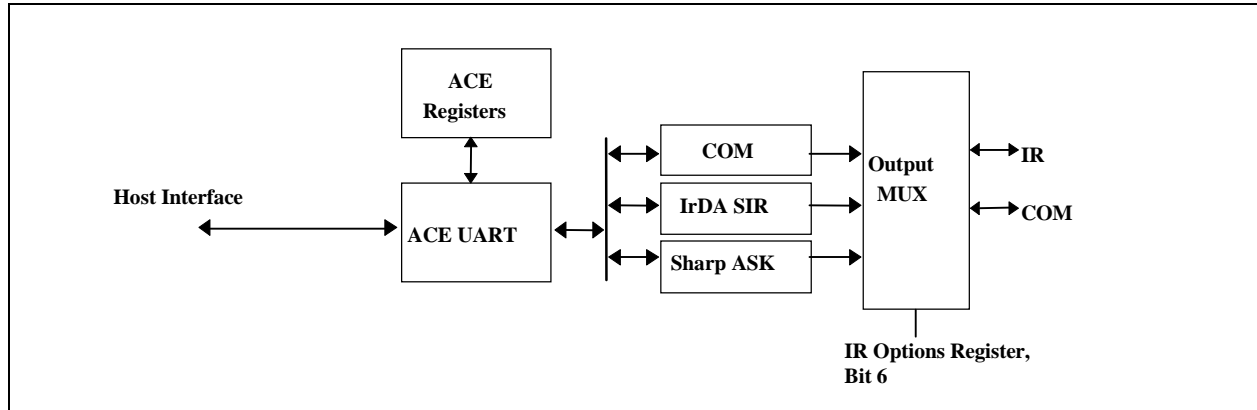 ACE
Registers
Host Interface
ACE UART
COM
IrDA SIR
Sharp ASK
Output
MUX
IR
COM
IR Options Register,
Bit 6